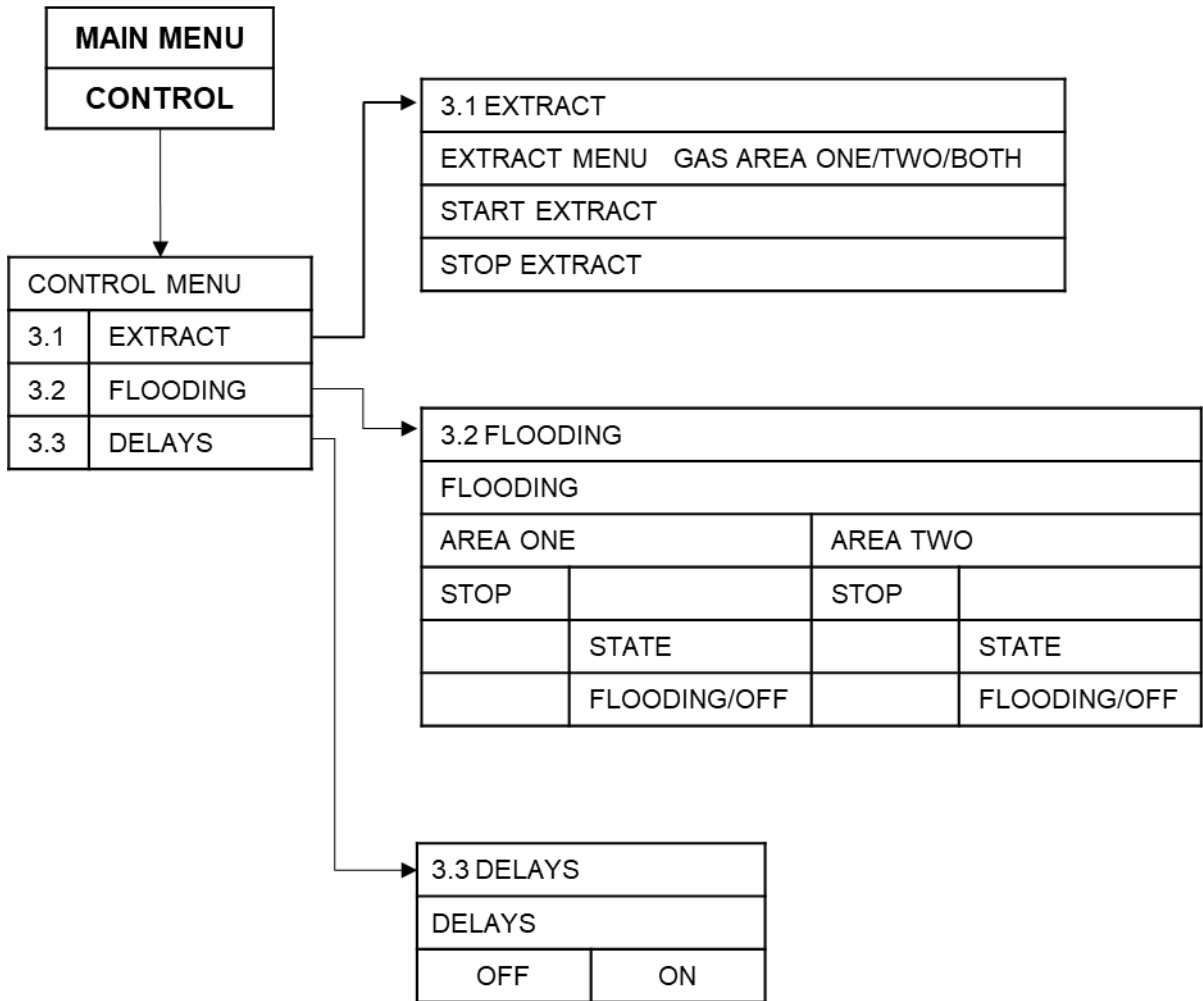 MAIN MENU
CONTROL
CONTROL MENU
3.1 EXTRACT
3.2 FLOODING
3.3 DELAYS
3.1 EXTRACT
EXTRACT MENU GAS AREA ONE/TWO/BOTH
START EXTRACT
STOP EXTRACT
3.2 FLOODING
FLOODING
AREA ONE AREA TWO
STOP STOP
STATE STATE
FLOODING/OFF FLOODING/OFF
3.3 DELAYS
DELAYS
OFF ON